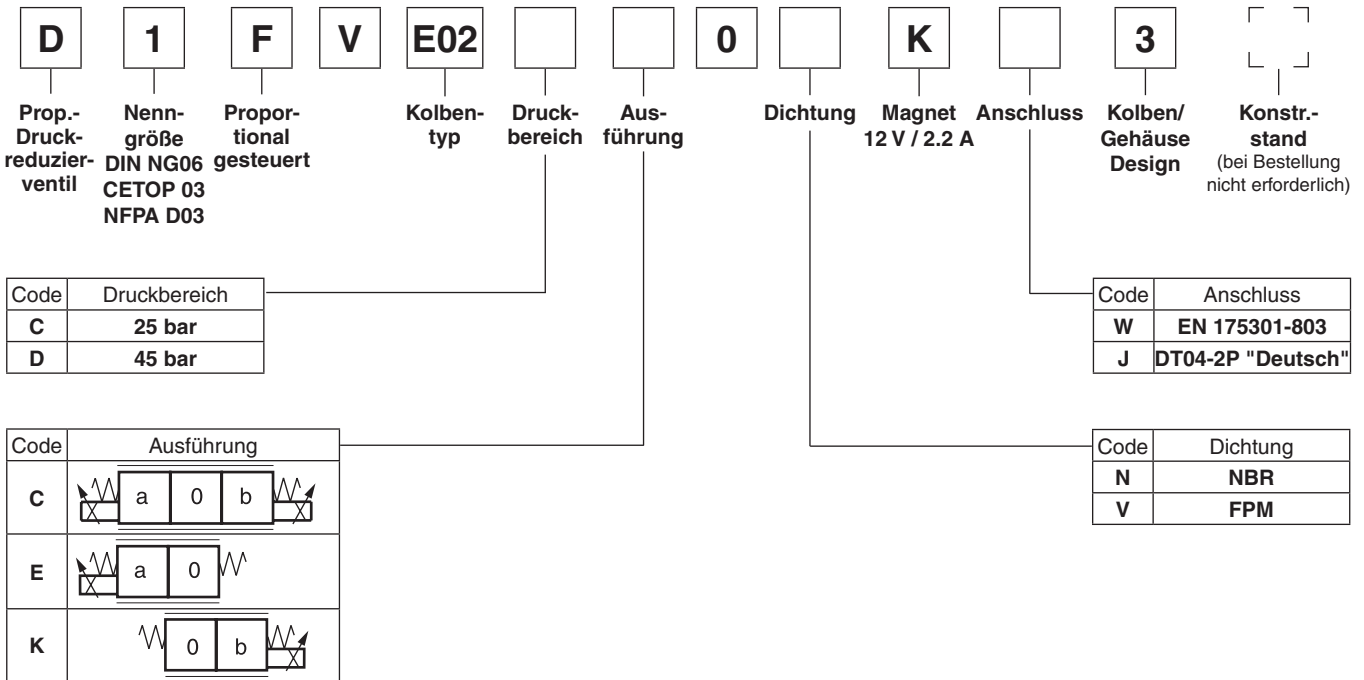 D 1 F V E02 0 K 3
Prop.-
Druck-
reduzier-
ventil
Nenn-
größe
DIN NG06
CETOP 03
NFPA D03
Propor-
tional
gesteuert
Kolben-
typ
Druck-
bereich
Aus-
führung
Dichtung
Magnet
12 V / 2.2 A
Anschluss
Kolben/
Gehäuse
Design
Konstr.-
stand
(bei Bestellung
nicht erforderlich)
Code Druckbereich
C 25 bar
D 45 bar
Code Anschluss
W EN 175301-803
J DT04-2P "Deutsch"
Code Ausführung
C a 0 b
E a 0
K 0 b
Code Dichtung
N NBR
V FPM